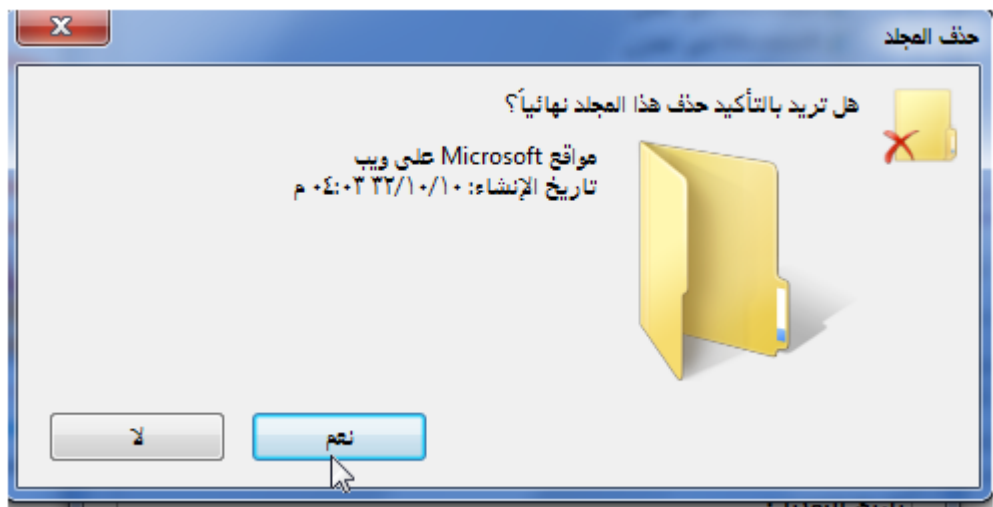 حذف المجلد
هل تريد بالتأكيد حذف هذا المجلد نهائياً؟
مواقع Microsoft على ويب
تاريخ الإنشاء: ٣٢/١٠/١٠ ٠٤:٠٣ م
نعم
لا